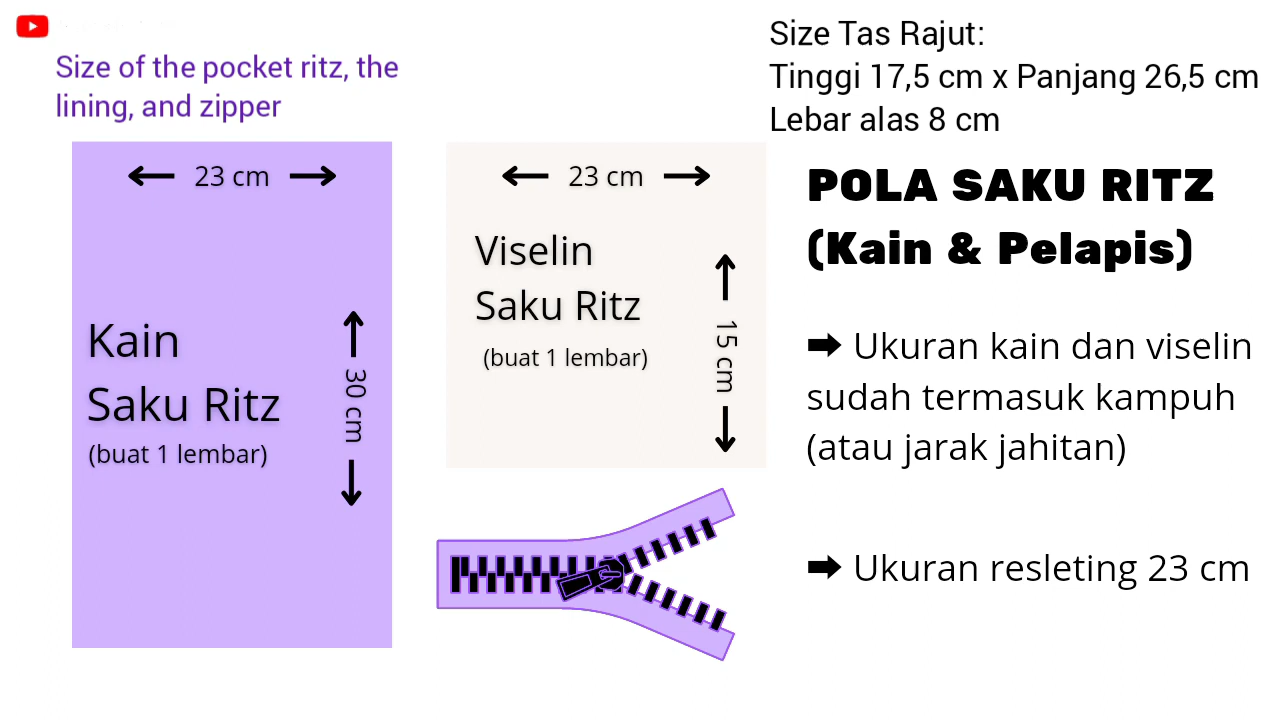 Size of the pocket ritz, the
lining, and zipper
Size Tas Rajut:
Tinggi 17,5 cm x Panjang 26,5 cm
Lebar alas 8 cm
23 cm
Kain
Saku Ritz
(buat 1 lembar)
30 cm
23 cm
Viselin
Saku Ritz
(buat 1 lembar)
15 cm
POLA SAKU RITZ
(Kain & Pelapis)
➡ Ukuran kain dan viselin
sudah termasuk kampuh
(atau jarak jahitan)
➡ Ukuran resleting 23 cm